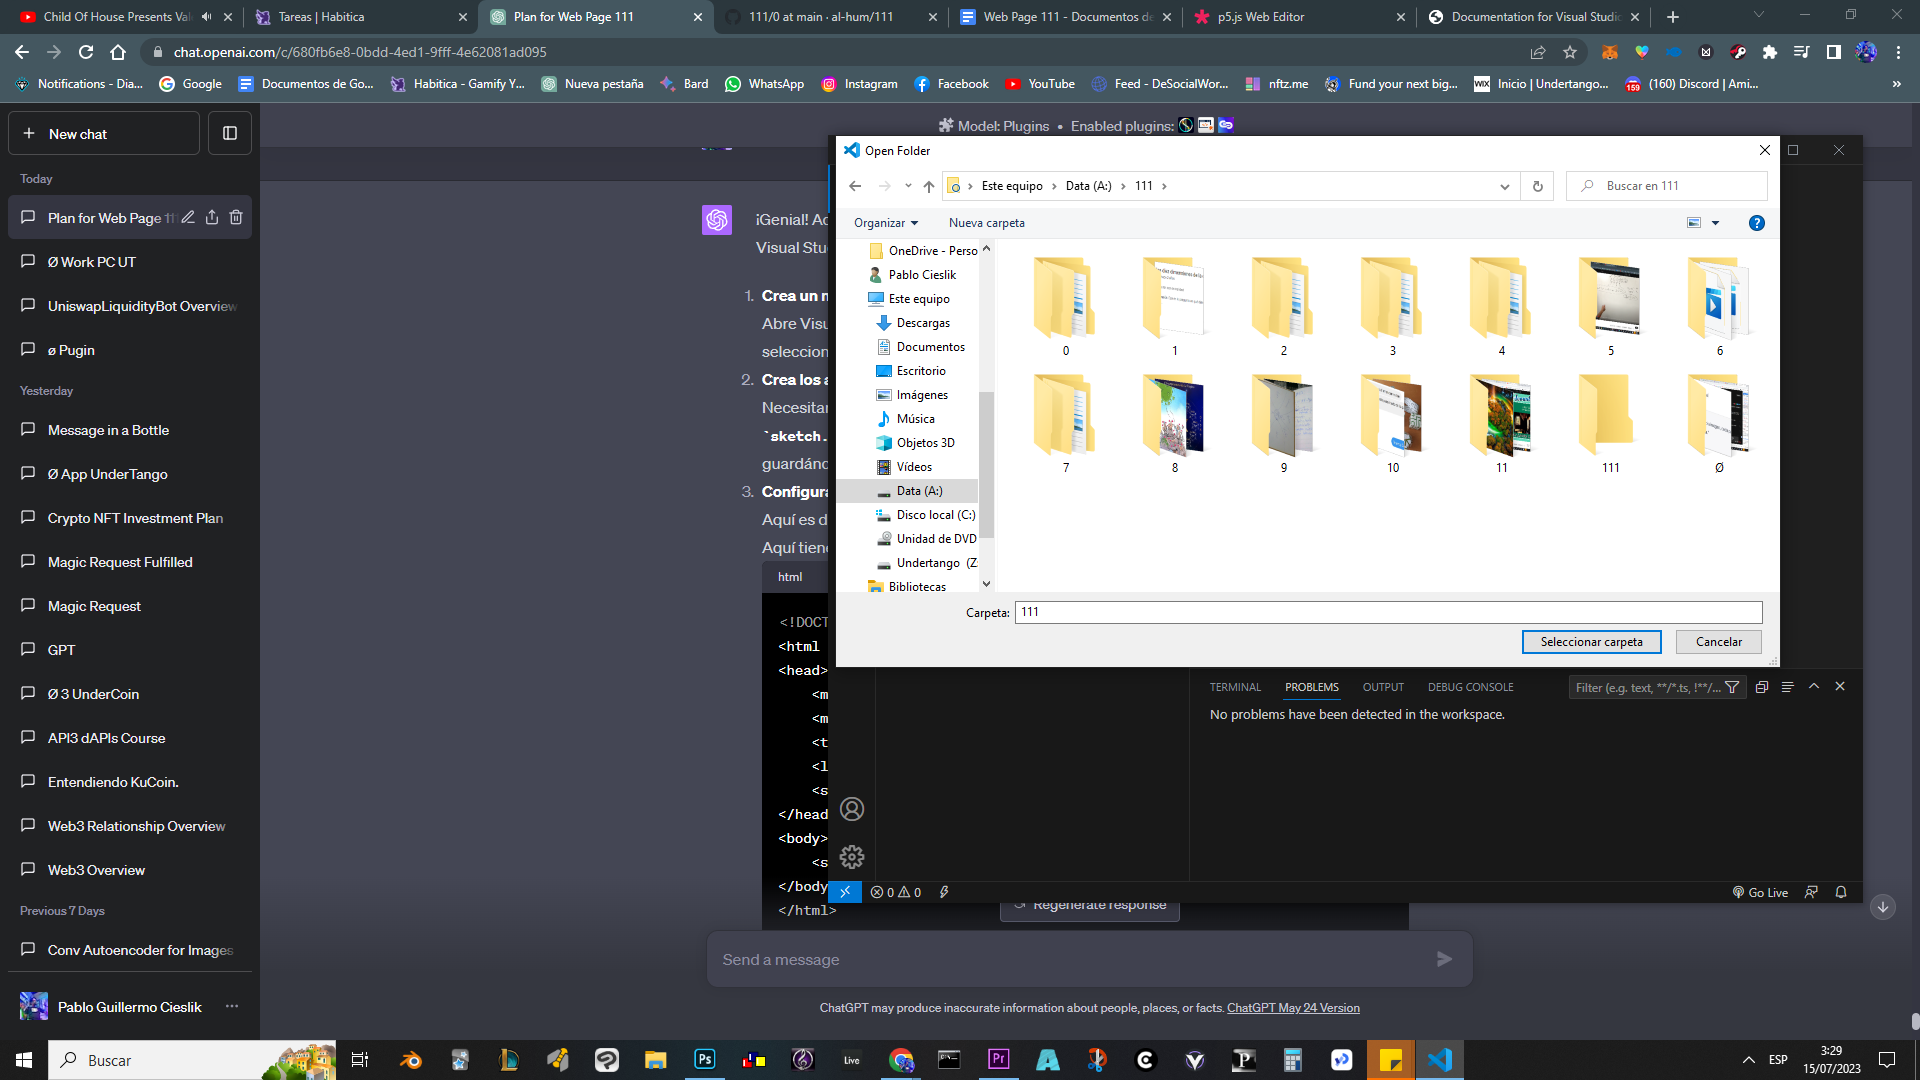 Child Of House Presents Val
Tareas | Habitica
Plan for Web Page 111
111/0 at main · al-hum/111
Web Page 111 - Documentos de
p5.js Web Editor
Documentation for Visual Studio
chat.openai.com/c/680fb6e8-0bdd-4ed1-9fff-4e62081ad095
Notifications - Dia...
Google
Documentos de Go...
Habitica - Gamify Y...
Nueva pestaña
Bard
WhatsApp
Instagram
Facebook
YouTube
Feed - DeSocialWor...
nftz.me
Fund your next big...
WIX
Inicio | Undertango...
159
(160) Discord | Ami...
»
New chat
Today
Plan for Web Page 11
Ø Work PC UT
UniswapLiquidityBot Overview
ø Pugin
Yesterday
Message in a Bottle
Ø App UnderTango
Crypto NFT Investment Plan
Magic Request Fulfilled
Magic Request
GPT
Ø 3 UnderCoin
API3 dAPIs Course
Entendiendo KuCoin.
Web3 Relationship Overview
Web3 Overview
Previous 7 Days
Conv Autoencoder for Images
Pablo Guillermo Cieslik
Model: Plugins • Enabled plugins:
¡Genial! Ac
Visual Stu
1. Crea un n
Abre Visu
seleccion
2. Crea los a
Necesitar
`sketch.
guardánc
3. Configura
Aquí es d
Aquí tiene
html
<!DOCT
<html
<head>
<m
<m
<t
<l
<s
</head
<body>
<s
</body
</html>
Open Folder
Este equipo
Data (A:)
111
Buscar en 111
Organizar
Nueva carpeta
OneDrive - Perso
Pablo Cieslik
Este equipo
Descargas
Documentos
Escritorio
Imágenes
Música
Objetos 3D
Vídeos
Data (A:)
Disco local (C:)
Unidad de DVD
Undertango (Z
Bibliotecas
0
1
2
3
4
5
6
7
8
9
10
11
111
Ø
Carpeta: 111
Seleccionar carpeta
Cancelar
TERMINAL
PROBLEMS
OUTPUT
DEBUG CONSOLE
Filter (e.g. text, **/*.ts, !**/...
No problems have been detected in the workspace.
0 0
Go Live
Regenerate response
Send a message
ChatGPT may produce inaccurate information about people, places, or facts. ChatGPT May 24 Version
Buscar
Ps
Live
Pr
ESP
3:29
15/07/2023